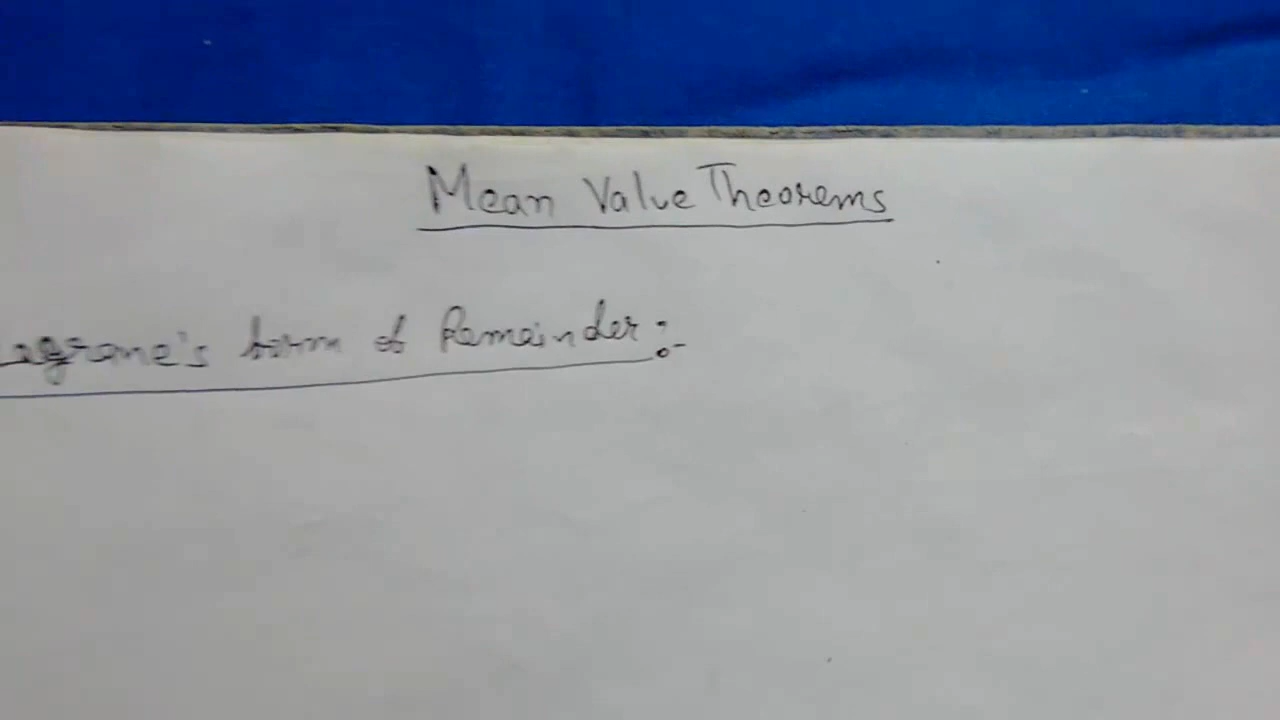 Mean Value Theorems
form of Remainder :-